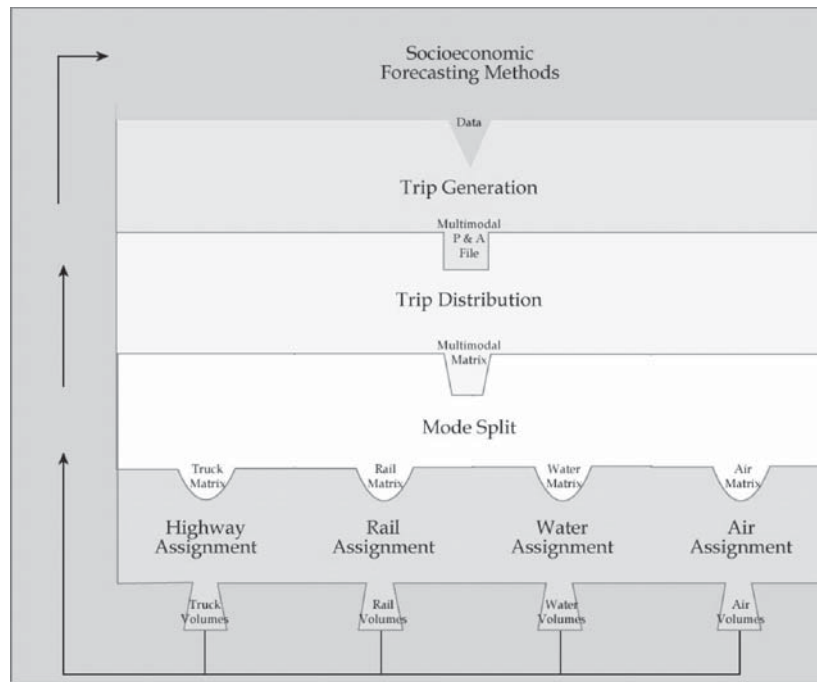 Socioeconomic
Forecasting Methods
Data
Trip Generation
Multimodal
P & A
File
Trip Distribution
Multimodal
Matrix
Mode Split
Truck
Matrix
Rail
Matrix
Water
Matrix
Air
Matrix
Highway
Assignment
Rail
Assignment
Water
Assignment
Air
Assignment
Truck
Volumes
Rail
Volumes
Water
Volumes
Air
Volumes